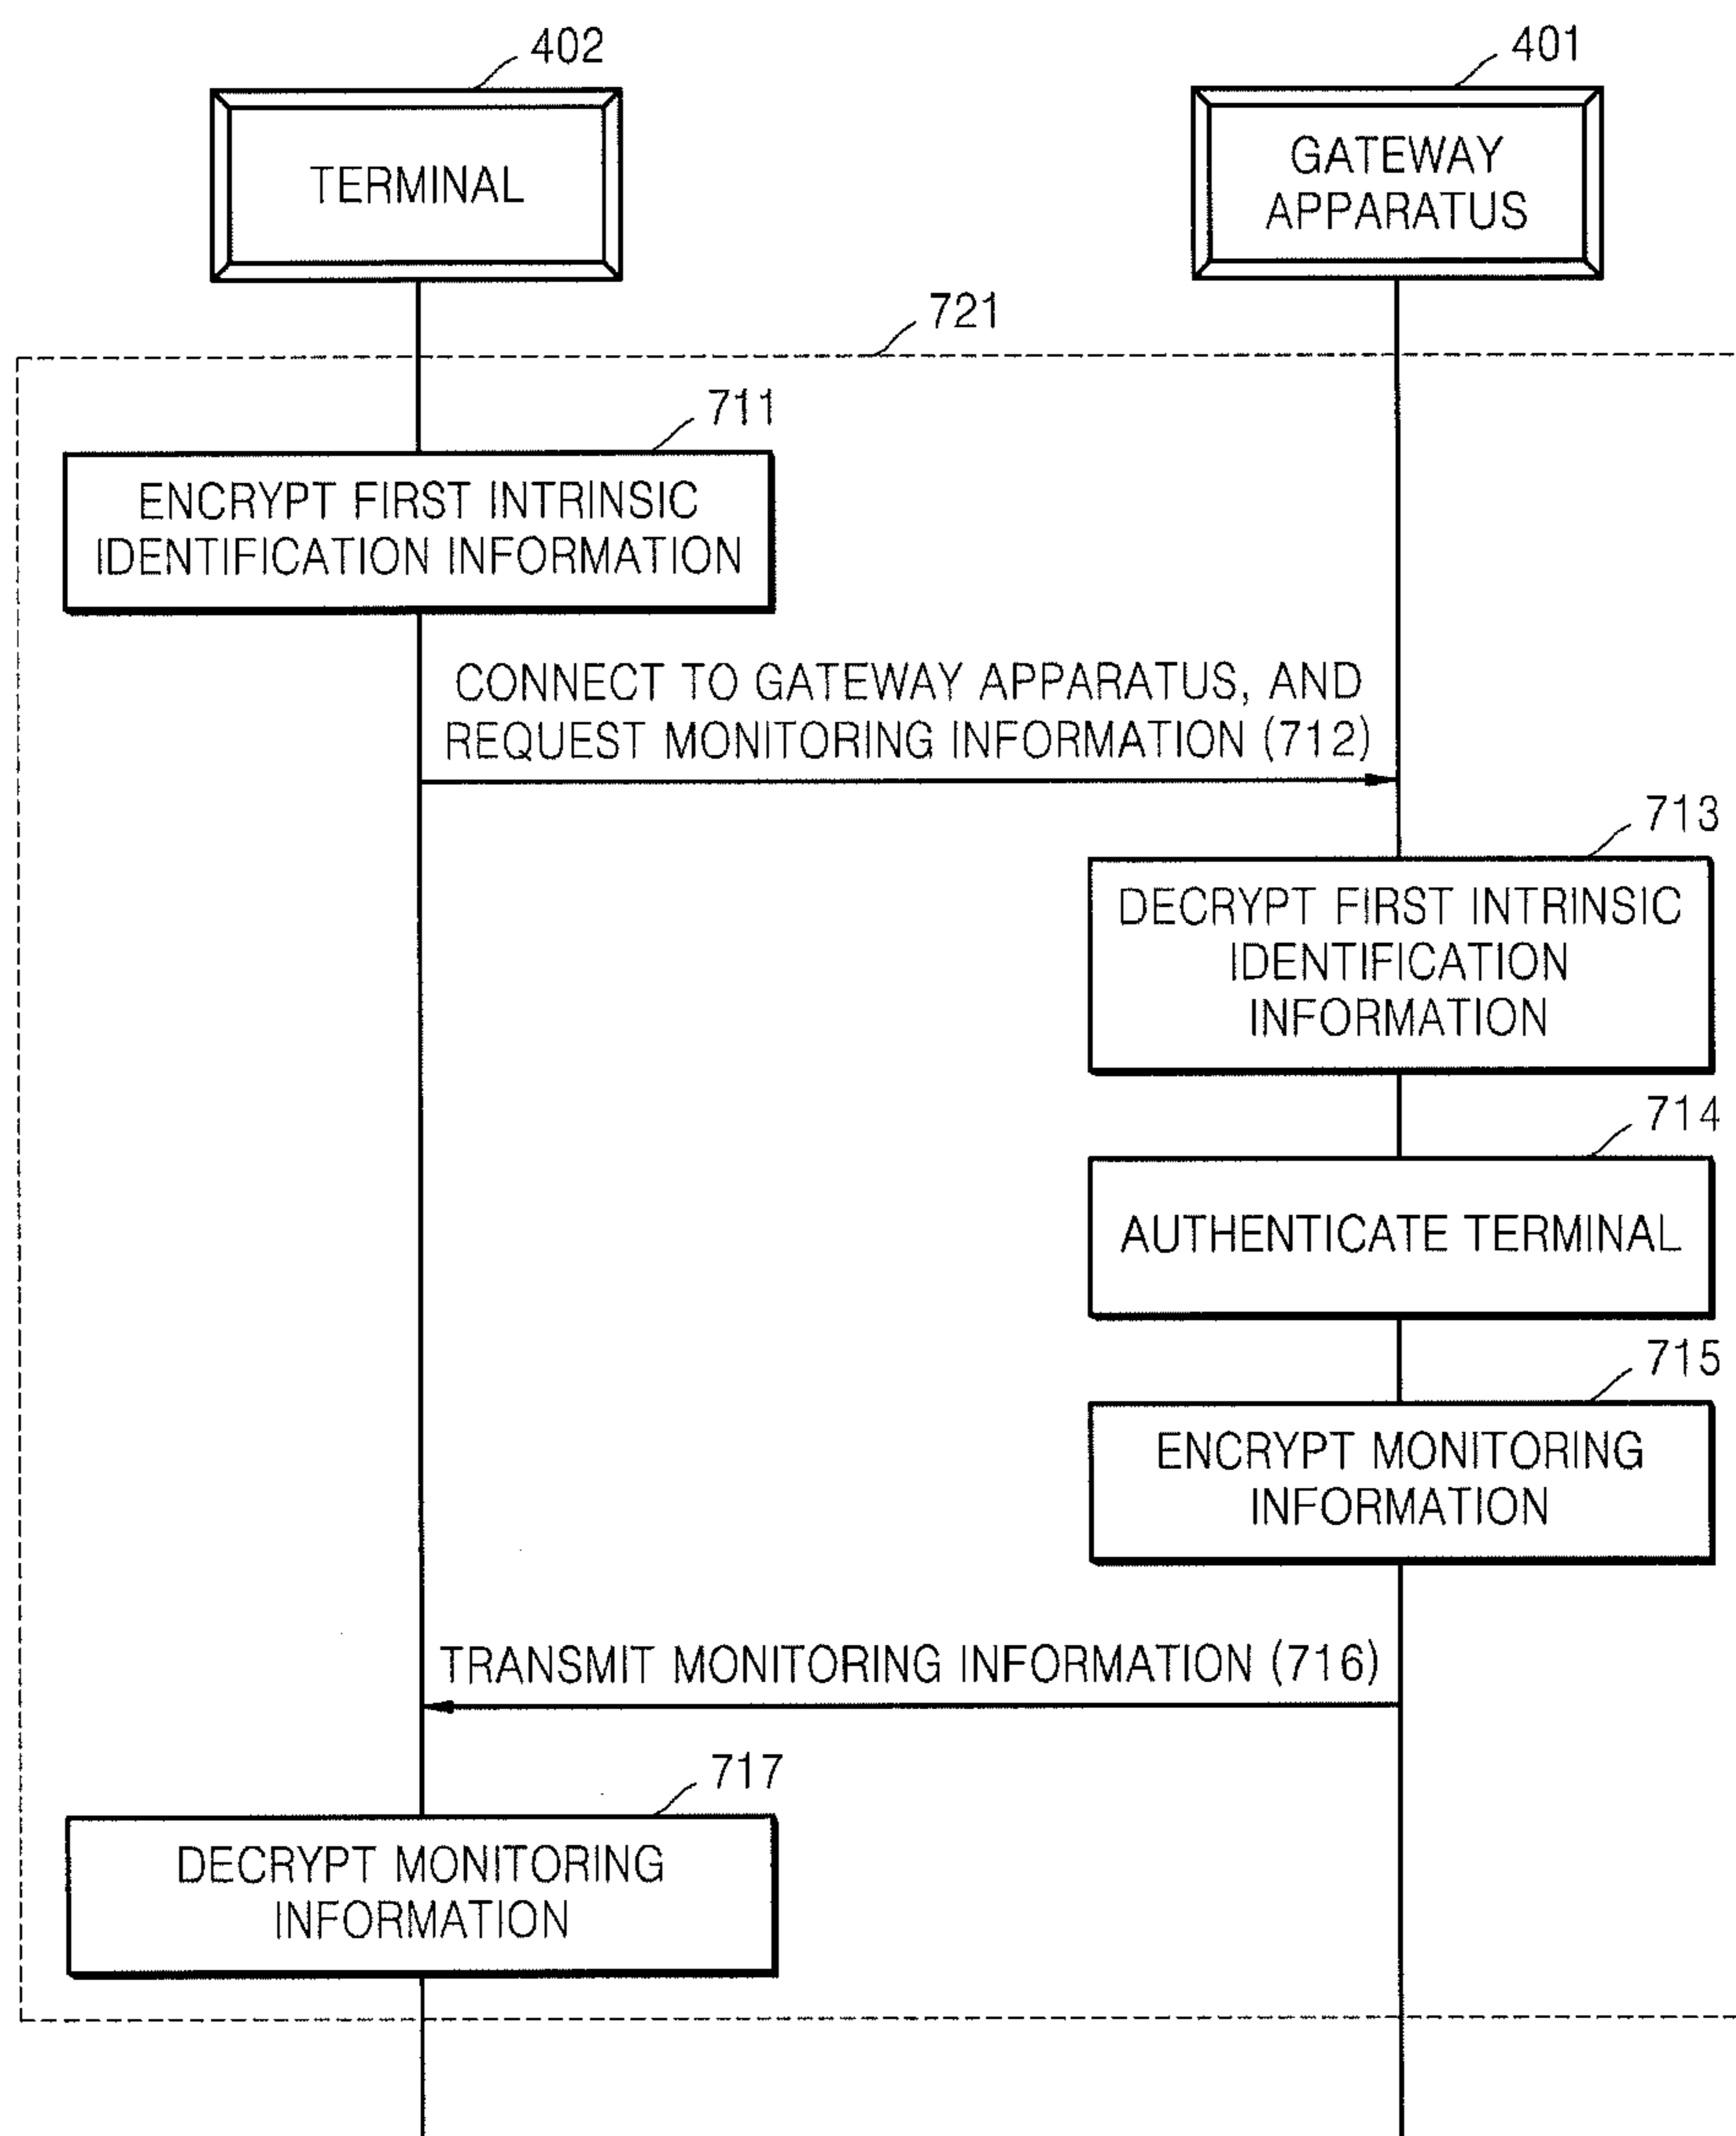 402
401
TERMINAL
GATEWAY
APPARATUS
721
711
ENCRYPT FIRST INTRINSIC
IDENTIFICATION INFORMATION
CONNECT TO GATEWAY APPARATUS, AND
REQUEST MONITORING INFORMATION (712)
713
DECRYPT FIRST INTRINSIC
IDENTIFICATION
INFORMATION
714
AUTHENTICATE TERMINAL
715
ENCRYPT MONITORING
INFORMATION
TRANSMIT MONITORING INFORMATION (716)
717
DECRYPT MONITORING
INFORMATION